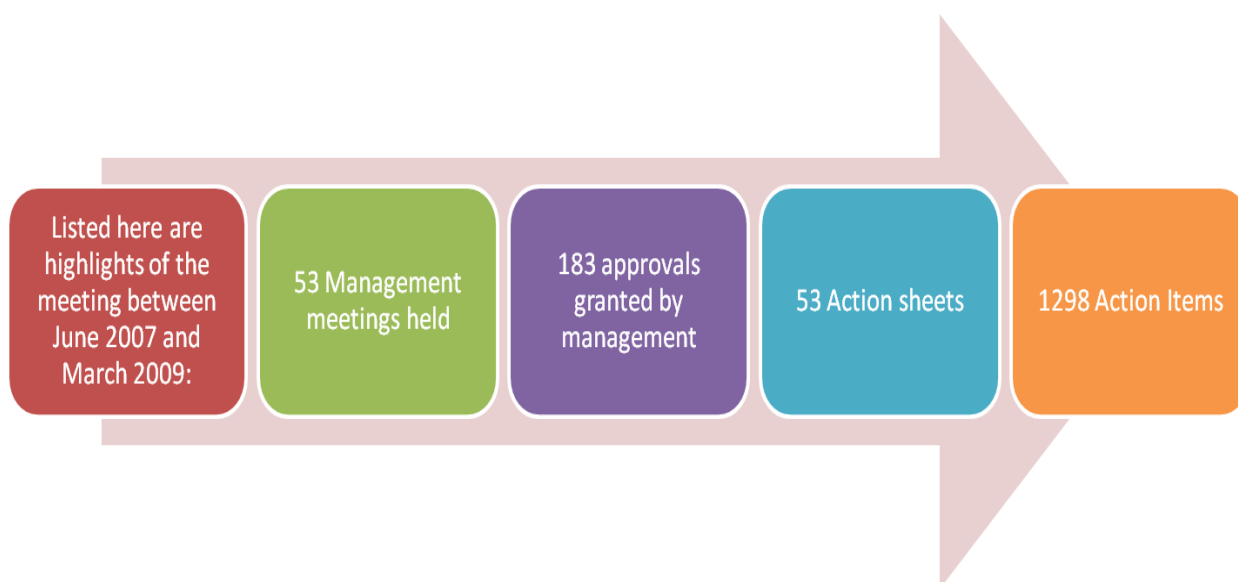 Listed here are
highlights of the
meeting between
June 2007 and
March 2009:
53 Management
meetings held
183 approvals
granted by
management
53 Action sheets
1298 Action Items